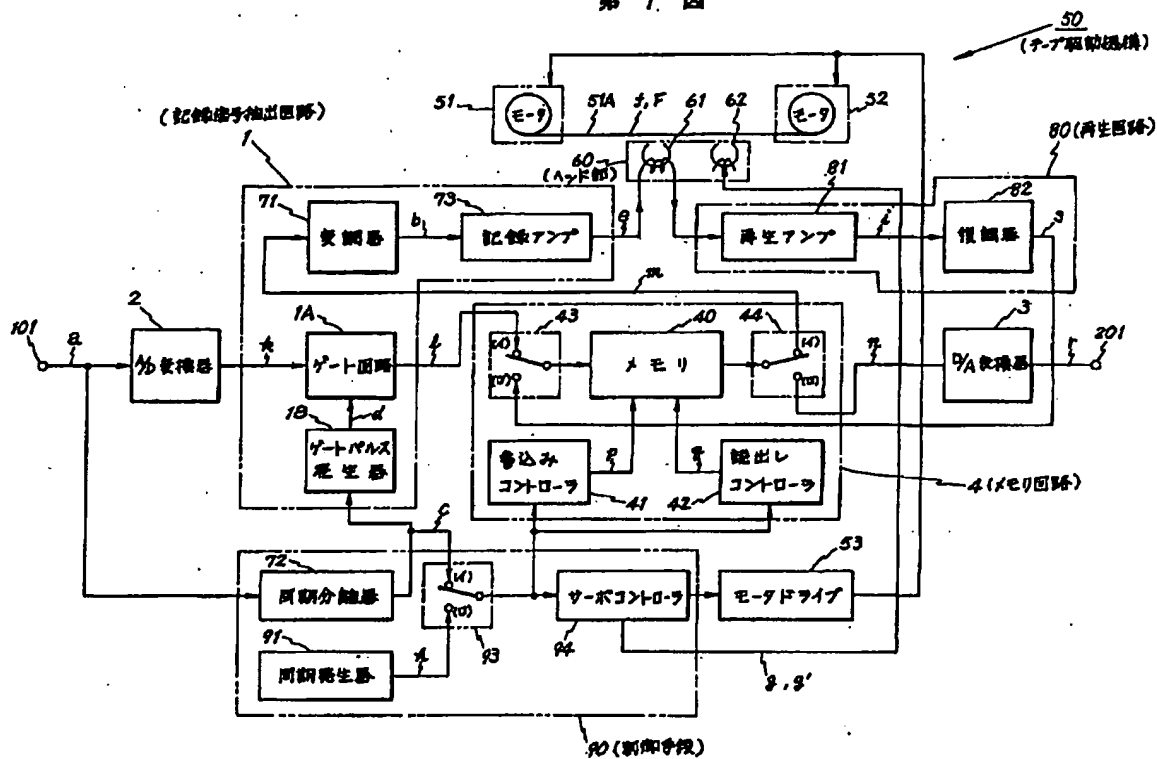 第 1 図
50
(テープ駆動機構)
51
モータ
51A
f,F
61
62
モータ
52
(記録信号抽出回路)
1
60
(ヘッド部)
80(再生回路)
71
変調器
b
73
記録アンプ
e
81
再生アンプ
i
82
復調器
j
m
101
a
2
A/D変換器
k
1A
ゲート回路
l
43
(イ)
(ロ)
40
メモリ
44
(イ)
(ロ)
n
3
D/A変換器
r
201
d
1B
ゲートパルス
発生器
書込み
コントローラ
41
p
q
読出し
コントローラ
42
4(メモリ回路)
c
72
同期分離器
(イ)
(ロ)
93
サーボコントローラ
94
53
モータドライブ
91
同期発生器
g, g'
90(制御手段)